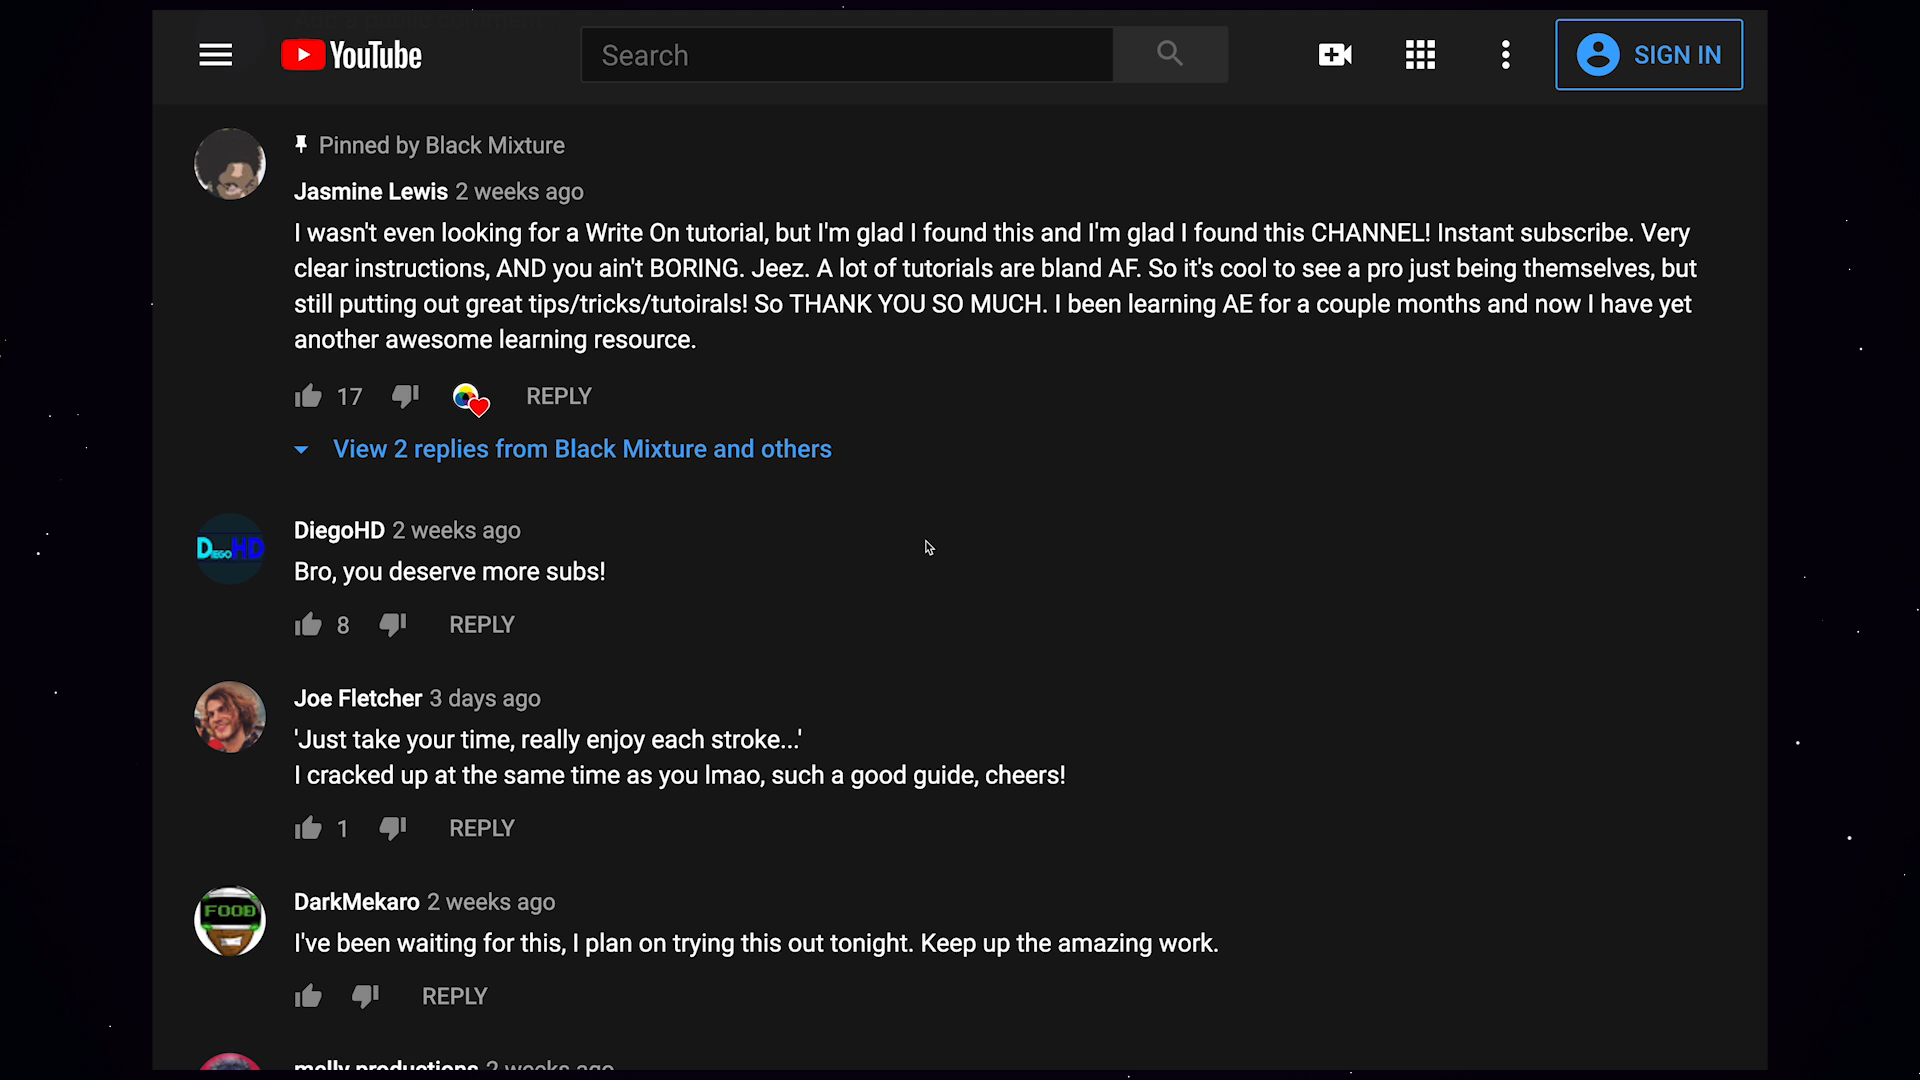 YouTube
Search
SIGN IN
Pinned by Black Mixture
Jasmine Lewis 2 weeks ago
I wasn't even looking for a Write On tutorial, but I'm glad I found this and I'm glad I found this CHANNEL! Instant subscribe. Very
clear instructions, AND you ain't BORING. Jeez. A lot of tutorials are bland AF. So it's cool to see a pro just being themselves, but
still putting out great tips/tricks/tutoirals! So THANK YOU SO MUCH. I been learning AE for a couple months and now I have yet
another awesome learning resource.
17 REPLY
View 2 replies from Black Mixture and others
DIEGOHD
DiegoHD 2 weeks ago
Bro, you deserve more subs!
8 REPLY
Joe Fletcher 3 days ago
'Just take your time, really enjoy each stroke...'
I cracked up at the same time as you lmao, such a good guide, cheers!
1 REPLY
FOOD
DarkMekaro 2 weeks ago
I've been waiting for this, I plan on trying this out tonight. Keep up the amazing work.
REPLY
melly productions 2 weeks ago